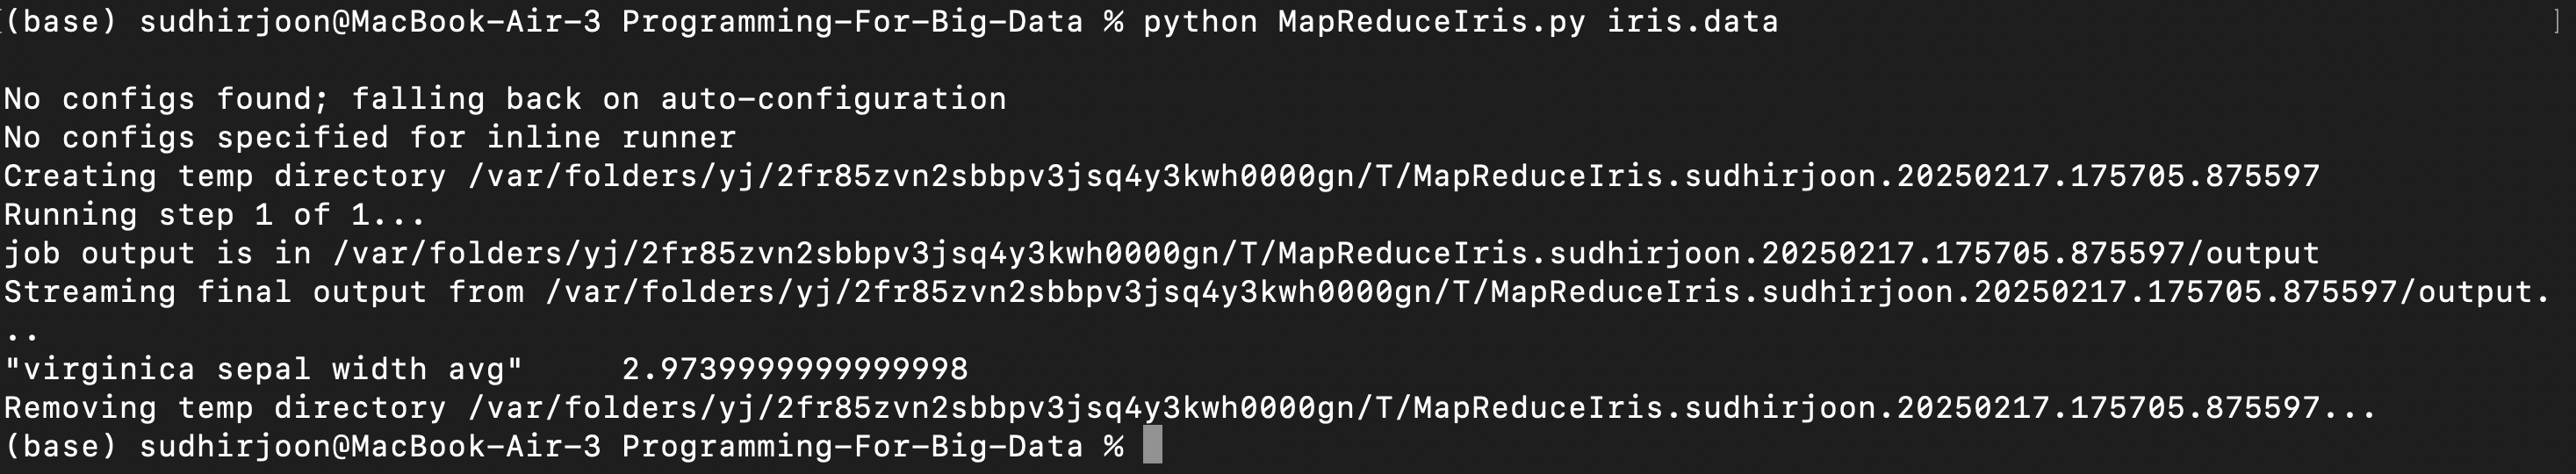 (base) sudhirjoon@MacBook-Air-3 Programming-For-Big-Data % python MapReduceIris.py iris.data
No configs found; falling back on auto-configuration
No configs specified for inline runner
Creating temp directory /var/folders/yj/2fr85zvn2sbbpv3jsq4y3kwh0000gn/T/MapReduceIris.sudhirjoon.20250217.175705.875597
Running step 1 of 1...
job output is in /var/folders/yj/2fr85zvn2sbbpv3jsq4y3kwh0000gn/T/MapReduceIris.sudhirjoon.20250217.175705.875597/output
Streaming final output from /var/folders/yj/2fr85zvn2sbbpv3jsq4y3kwh0000gn/T/MapReduceIris.sudhirjoon.20250217.175705.875597/output.
..
"virginica sepal width avg"	2.9739999999999998
Removing temp directory /var/folders/yj/2fr85zvn2sbbpv3jsq4y3kwh0000gn/T/MapReduceIris.sudhirjoon.20250217.175705.875597...
(base) sudhirjoon@MacBook-Air-3 Programming-For-Big-Data %